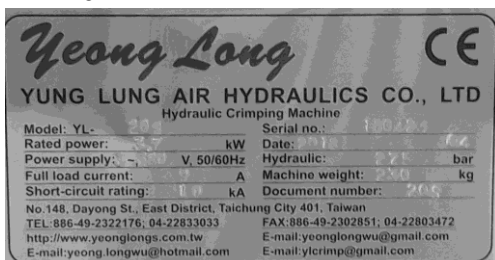 Yeong Long CE
YUNG LUNG AIR HYDRAULICS CO., LTD
Hydraulic Crimping Machine
Model: YL- Serial no.:
Rated power: kW Date:
Power supply: ~, V, 50/60Hz Hydraulic: bar
Full load current: A Machine weight: kg
Short-circuit rating: kA Document number:
No.148, Dayong St., East District, Taichung City 401, Taiwan
TEL:886-49-2322176; 04-22833033 FAX:886-49-2302851; 04-22803472
http://www.yeonglongs.com.tw E-mail:yeonglongwu@gmail.com
E-mail:yeong.longwu@hotmail.com E-mail:ylcrimp@gmail.com